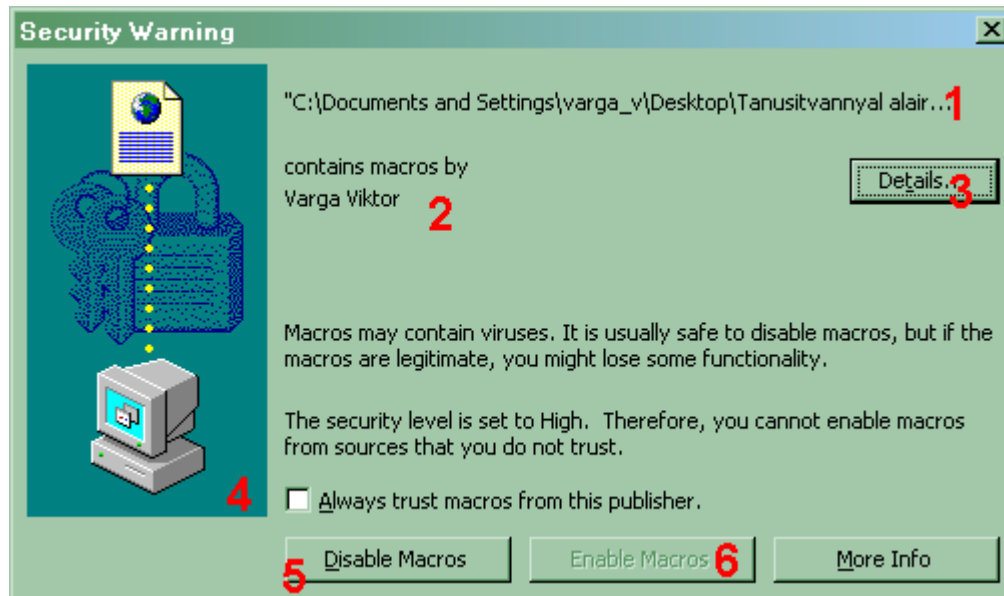 Security Warning
"C:\Documents and Settings\varga_v\Desktop\Tanusitvannyal alair... 1
contains macros by
Varga Viktor 2
Details... 3
Macros may contain viruses. It is usually safe to disable macros, but if the
macros are legitimate, you might lose some functionality.
The security level is set to High. Therefore, you cannot enable macros
from sources that you do not trust.
4
Always trust macros from this publisher.
5 Disable Macros
Enable Macros 6
More Info